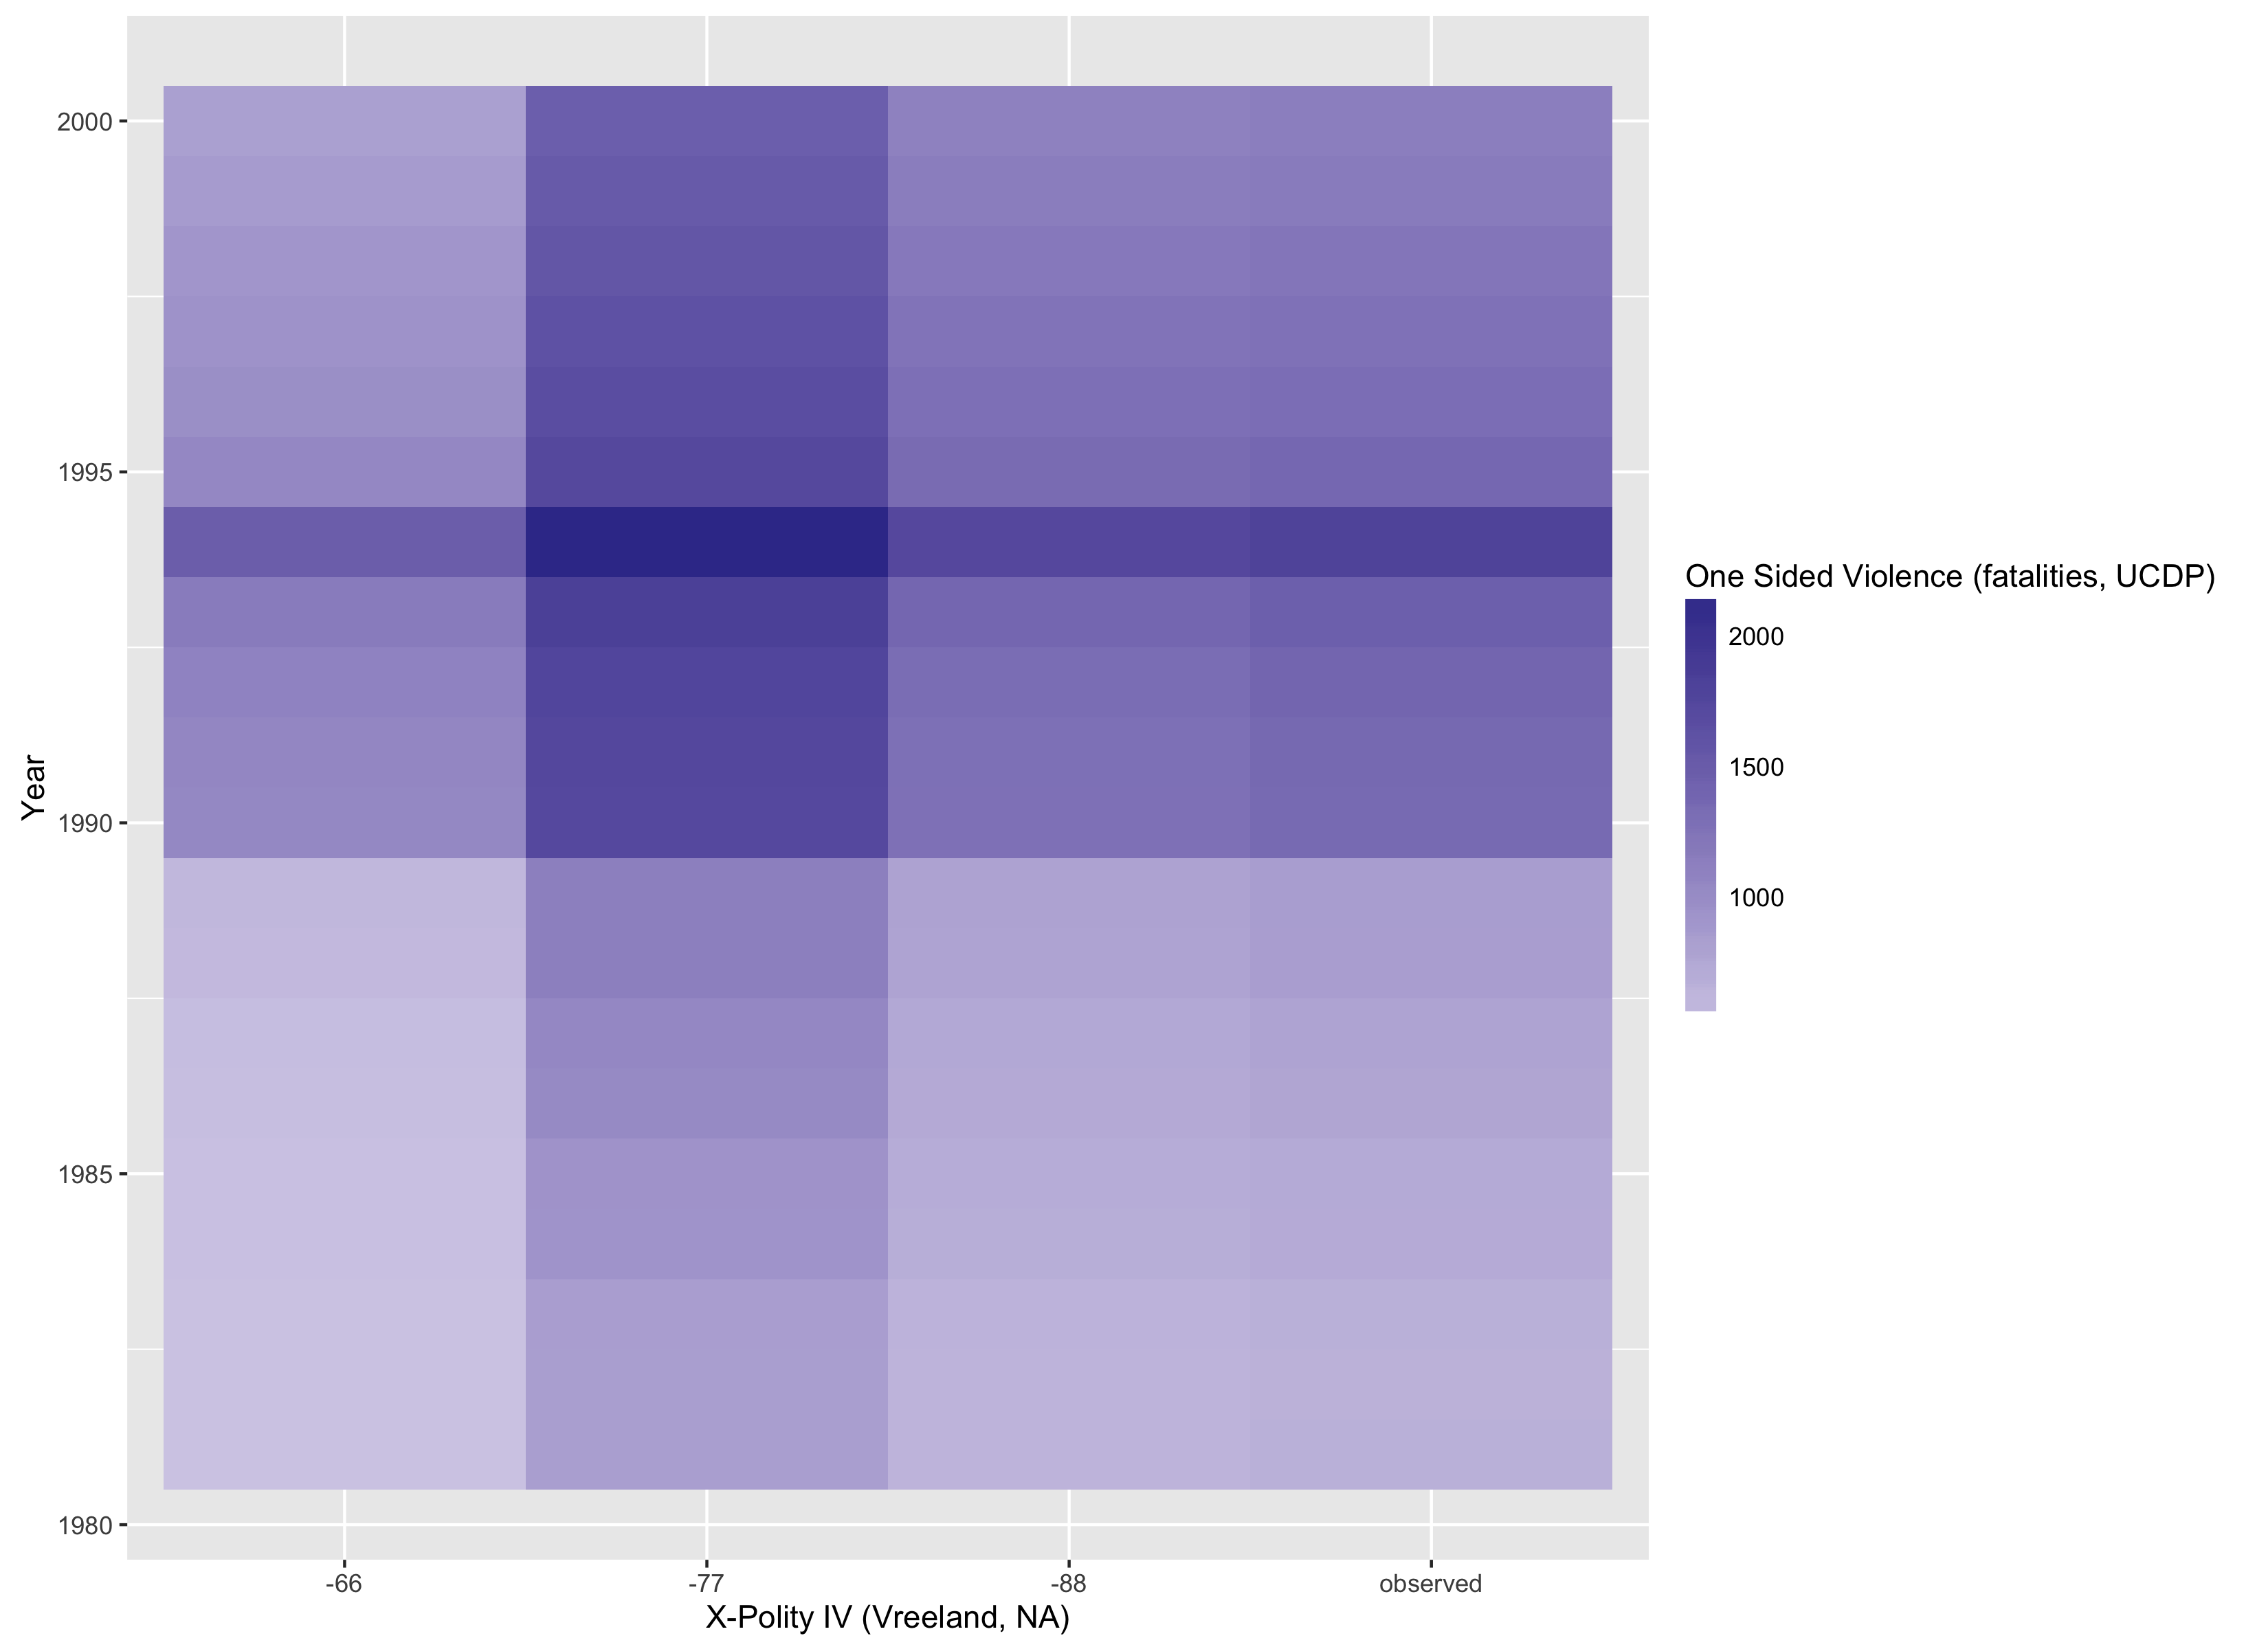 2000
1995
1990
1985
1980
Year
-66
-77
-88
observed
X-Polity IV (Vreeland, NA)
One Sided Violence (fatalities, UCDP)
2000
1500
1000